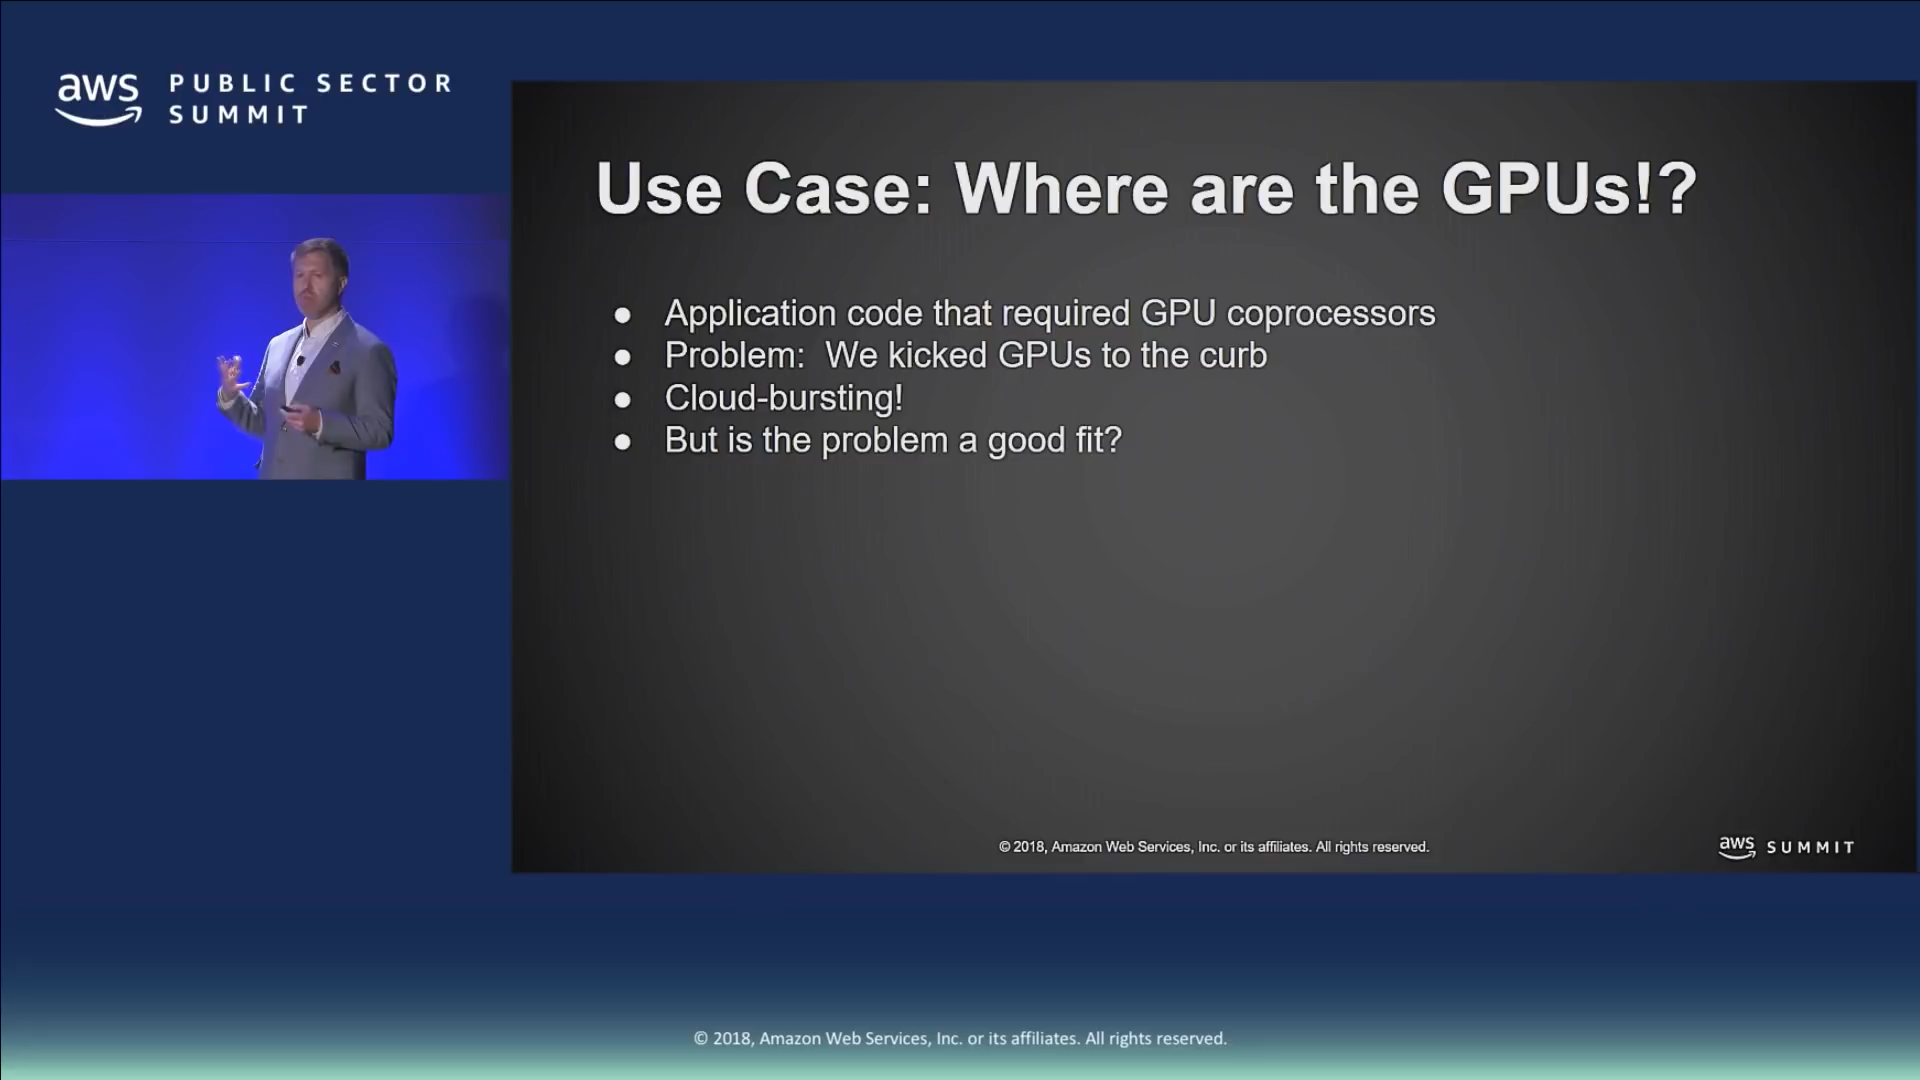 aws PUBLIC SECTOR
SUMMIT
Use Case: Where are the GPUs!?
● Application code that required GPU coprocessors
● Problem: We kicked GPUs to the curb
● Cloud-bursting!
● But is the problem a good fit?
© 2018, Amazon Web Services, Inc. or its affiliates. All rights reserved.
aws SUMMIT
© 2018, Amazon Web Services, Inc. or its affiliates. All rights reserved.